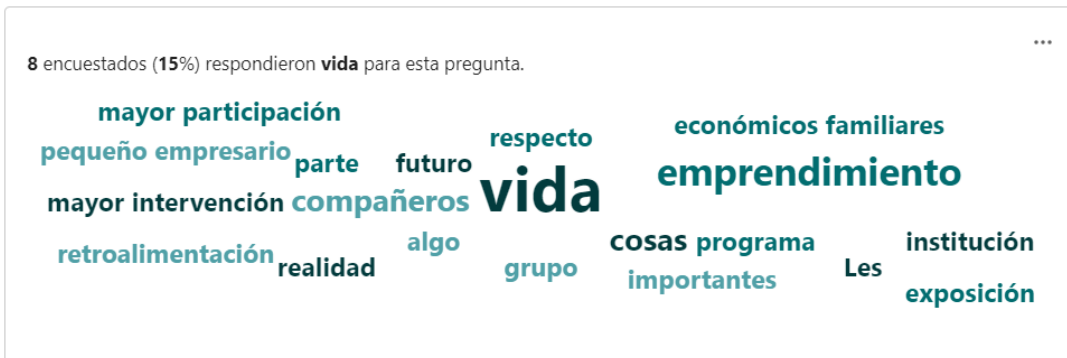 ...
8 encuestados (15%) respondieron vida para esta pregunta.
mayor participación
económicos familiares
respecto
pequeño empresario
parte
futuro
emprendimiento
vida
mayor intervención
compañeros
algo
cosas
programa
institución
retroalimentación
realidad
grupo
importantes
Les
exposición